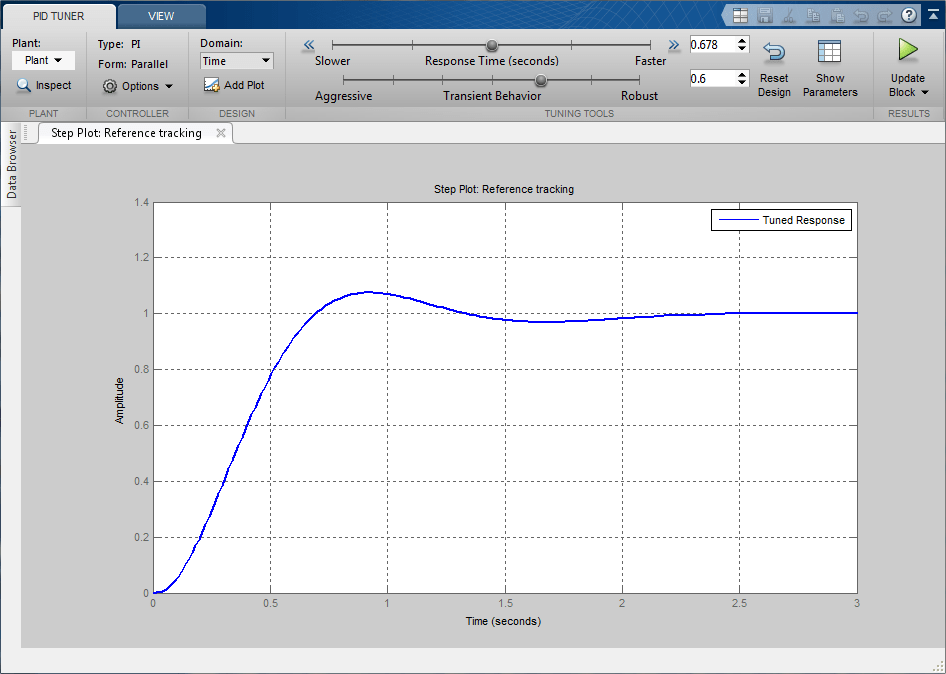 PID TUNER
VIEW
Plant:
Plant
Inspect
PLANT
Type: PI
Form: Parallel
Options
CONTROLLER
Domain:
Time
Add Plot
DESIGN
Slower
Response Time (seconds)
Faster
0.678
Aggressive
Transient Behavior
Robust
0.6
Reset
Design
Show
Parameters
TUNING TOOLS
Update
Block
RESULTS
Data Browser
Step Plot: Reference tracking
Step Plot: Reference tracking
Tuned Response
1.4
1.2
1
0.8
0.6
0.4
0.2
0
Amplitude
0 0.5 1 1.5 2 2.5 3
Time (seconds)